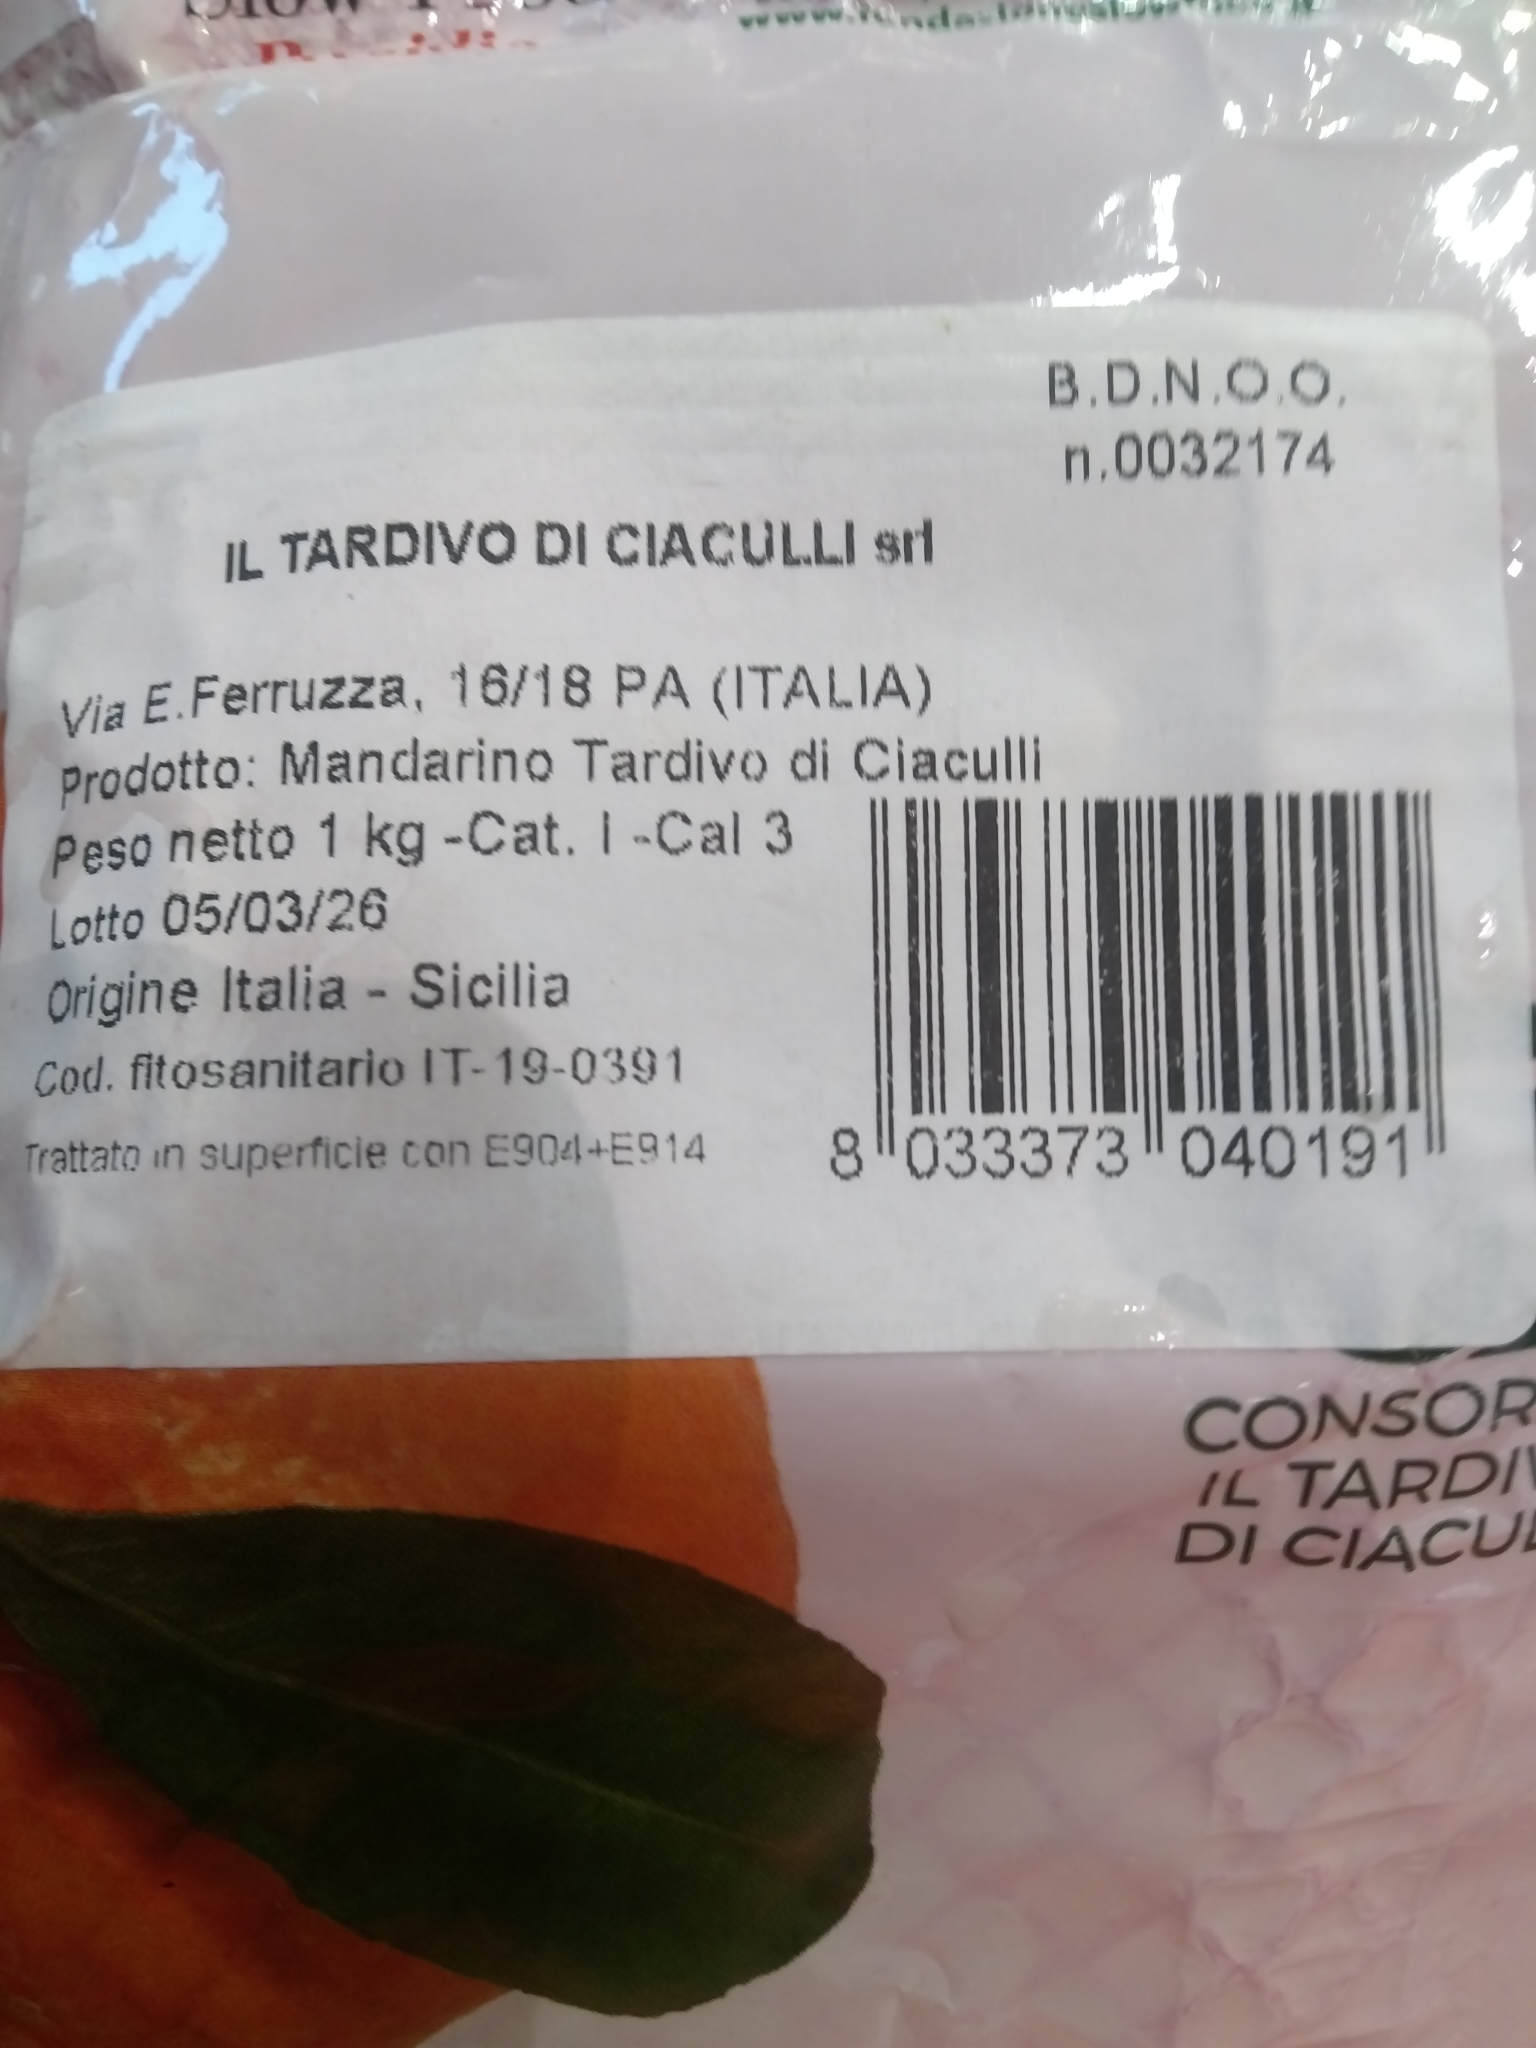 B.D.N.O.O.
n.0032174
IL TARDIVO DI CIACULLI srl
Via E.Ferruzza, 16/18 PA (ITALIA)
Prodotto: Mandarino Tardivo di Ciaculli
Peso netto 1 kg -Cat. I -Cal 3
Lotto 05/03/26
Origine Italia - Sicilia
Cod. fitosanitario IT-19-0391
Trattato in superficie con E904+E914
8 033373 040191
CONSOR
IL TARDIV
DI CIACUL